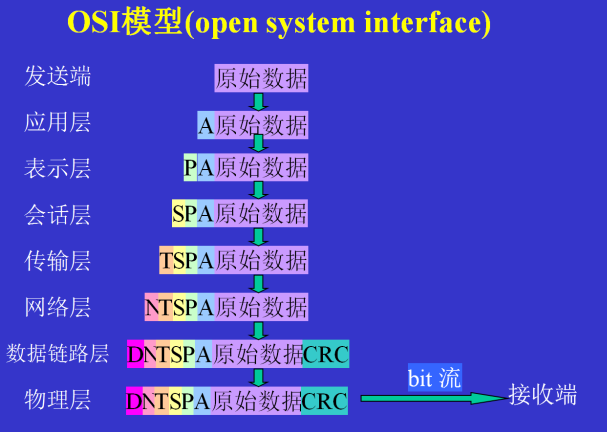 OSI模型(open system interface)
发送端 原始数据
应用层 A原始数据
表示层 PA原始数据
会话层 SPA原始数据
传输层 TSPA原始数据
网络层 NTSPA原始数据
数据链路层 DNTSPA原始数据CRC
物理层 DNTSPA原始数据CRC bit 流 接收端